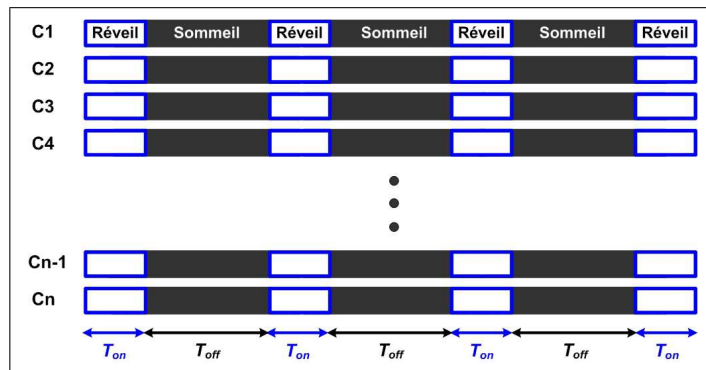 C1 Réveil Sommeil Réveil Sommeil Réveil Sommeil Réveil
C2
C3
C4
Cn-1
Cn
Ton Toff Ton Toff Ton Toff Ton